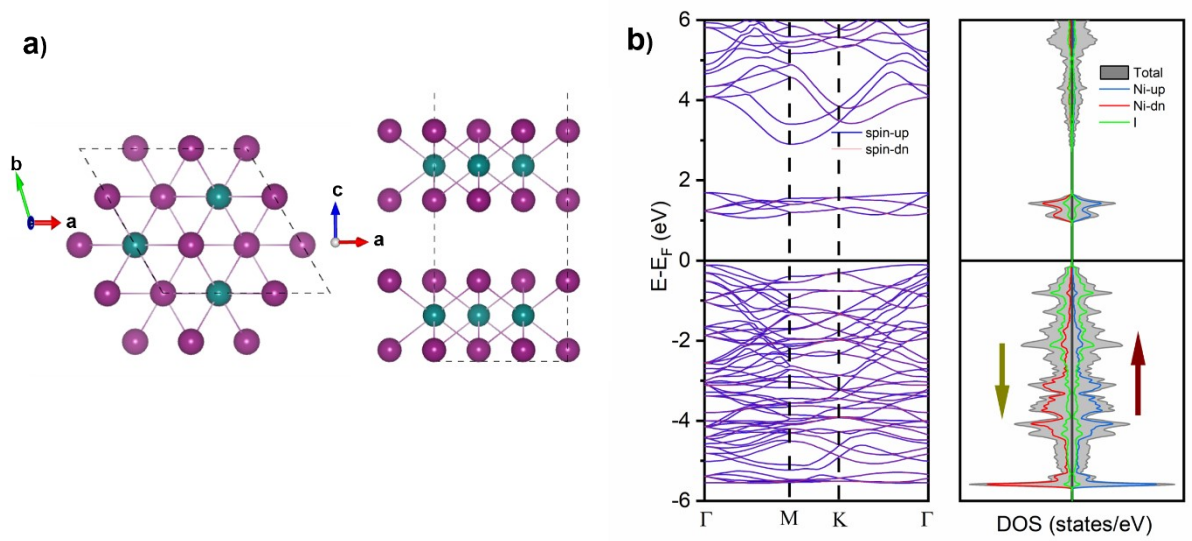 a)
b
a
c
a
b)
6
4
2
0
-2
-4
-6
E-E_F (eV)
spin-up
spin-dn
Γ M K Γ
Total
Ni-up
Ni-dn
I
DOS (states/eV)